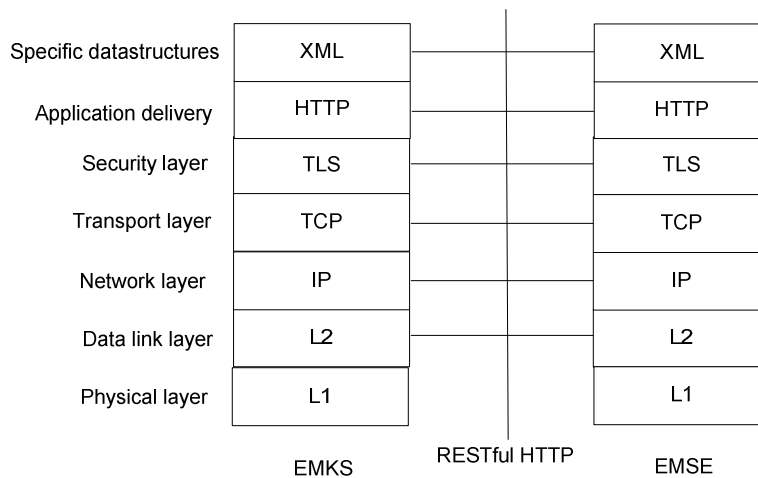 Specific datastructures XML XML
Application delivery HTTP HTTP
Security layer TLS TLS
Transport layer TCP TCP
Network layer IP IP
Data link layer L2 L2
Physical layer L1 L1
EMKS RESTful HTTP EMSE